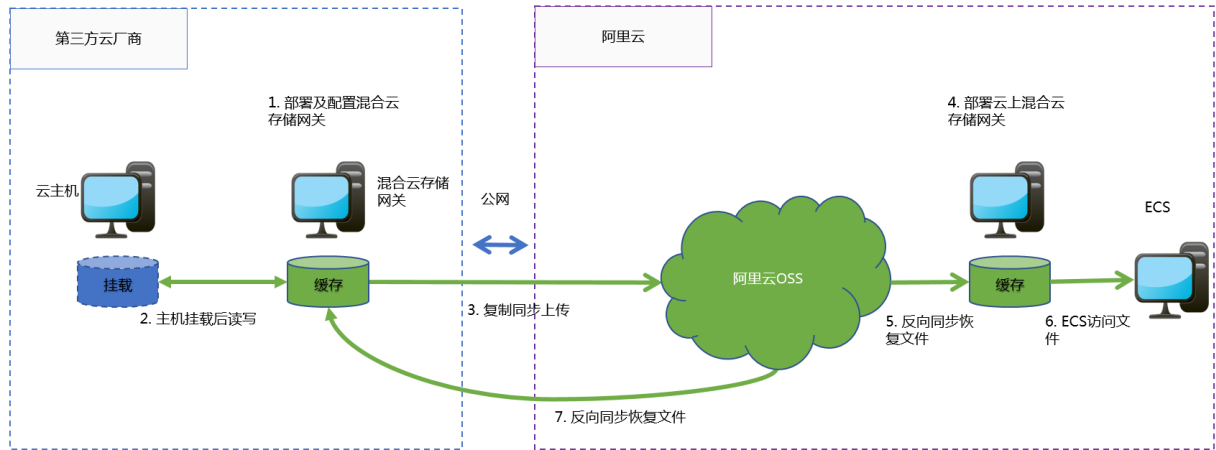 第三方云厂商
阿里云
1. 部署及配置混合云
存储网关
4. 部署云上混合云
存储网关
云主机
混合云存储
网关
公网
ECS
挂载
缓存
阿里云OSS
缓存
2. 主机挂载后读写
3. 复制同步上传
5. 反向同步恢
复文件
6. ECS访问文
件
7. 反向同步恢复文件